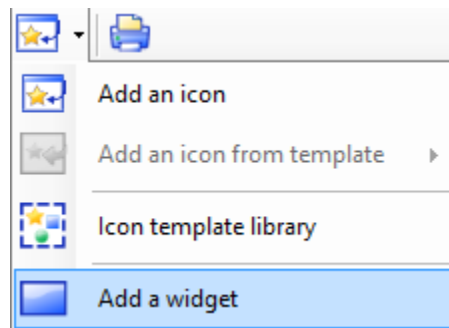 Add an icon
Add an icon from template
Icon template library
Add a widget